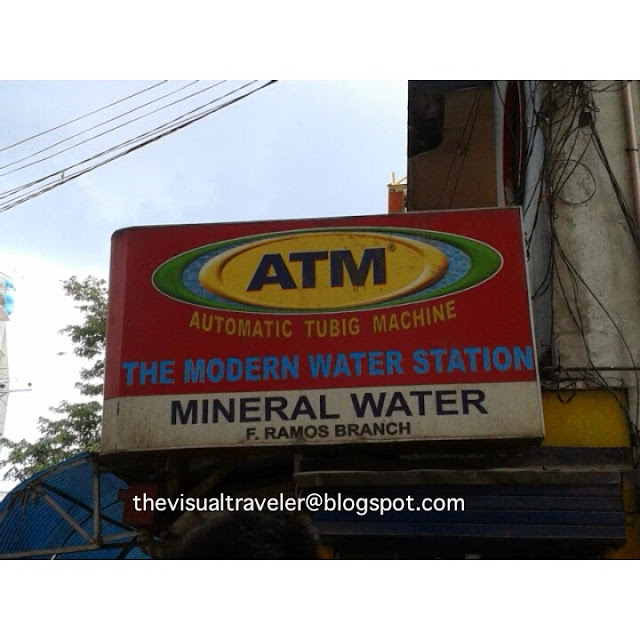 ATM®
AUTOMATIC TUBIG MACHINE
THE MODERN WATER STATION
MINERAL WATER
F. RAMOS BRANCH
thevisualtraveler@blogspot.com